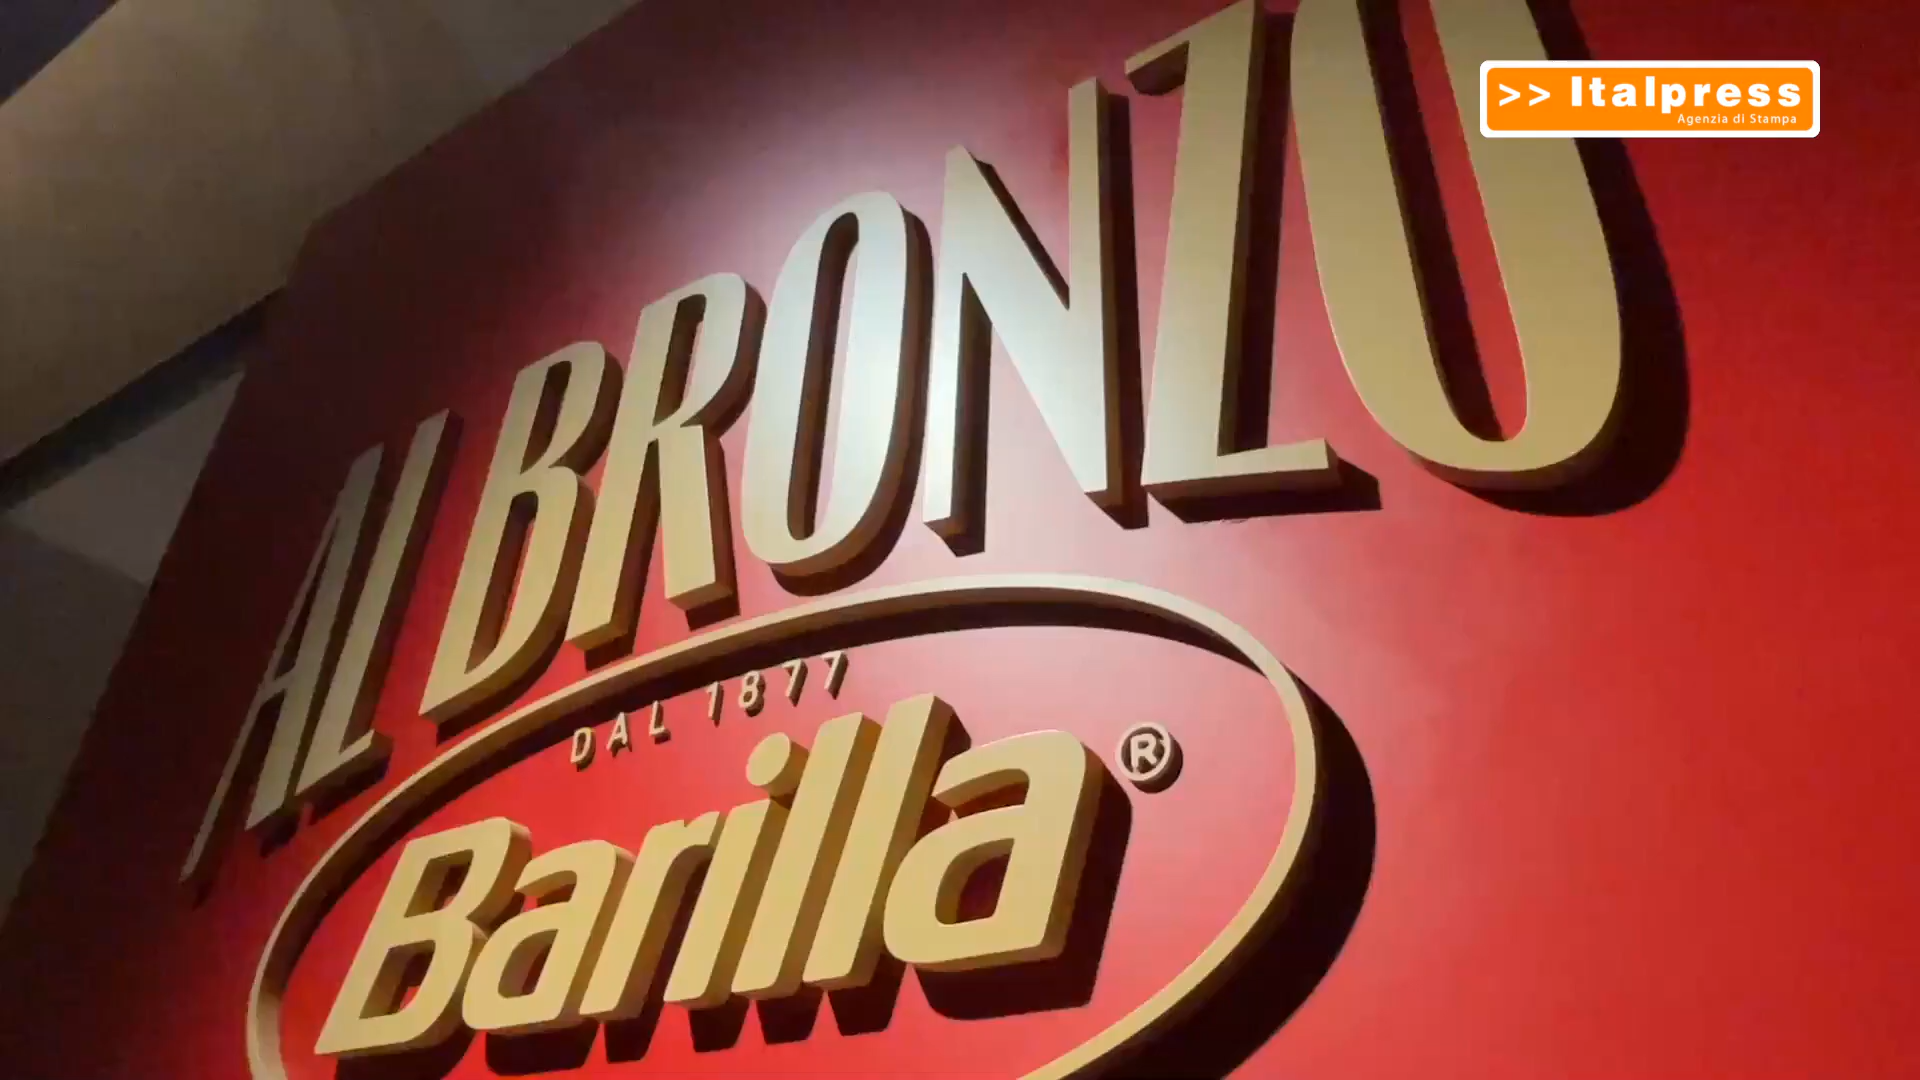 >> Italpress
Agenzia di Stampa
AL BRONZO
DAL 1877
Barilla®